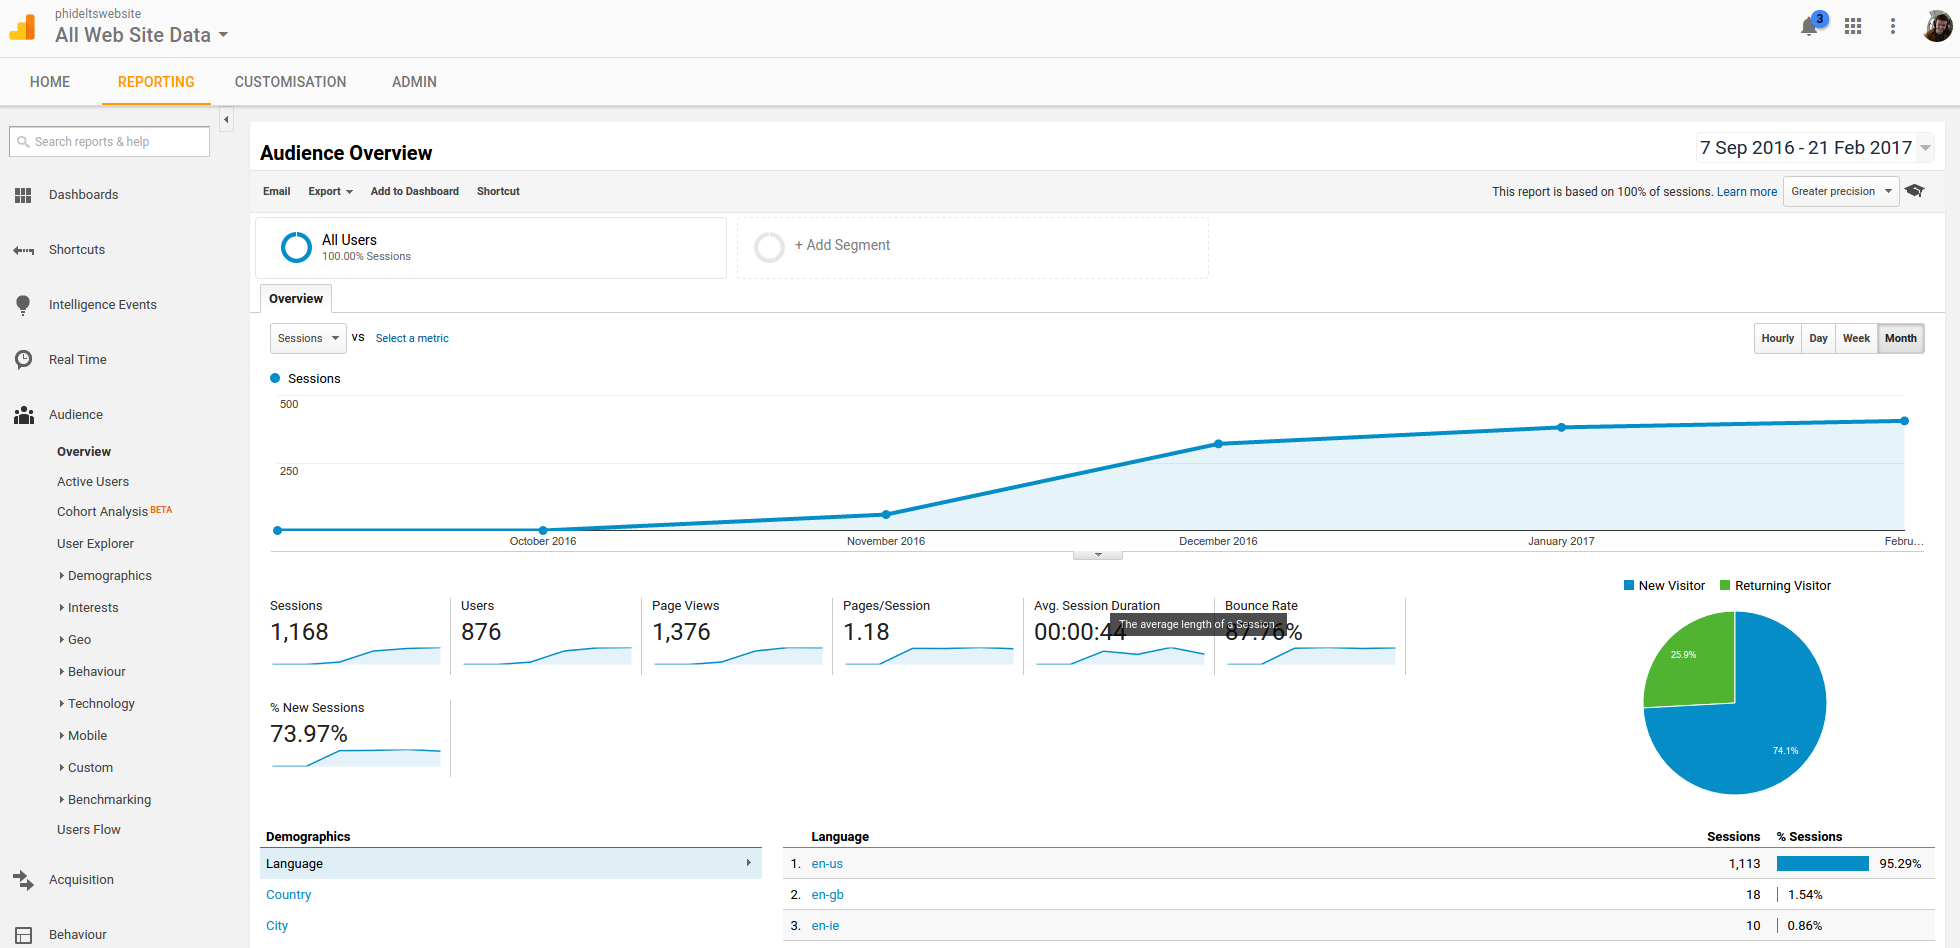 phideltswebsite
All Web Site Data
3
HOME REPORTING CUSTOMISATION ADMIN
Search reports & help
Dashboards
Shortcuts
Intelligence Events
Real Time
Audience
Overview
Active Users
Cohort Analysis BETA
User Explorer
Demographics
Interests
Geo
Behaviour
Technology
Mobile
Custom
Benchmarking
Users Flow
Acquisition
Behaviour
Audience Overview
7 Sep 2016 - 21 Feb 2017
Email Export Add to Dashboard Shortcut
This report is based on 100% of sessions. Learn more Greater precision
All Users
100.00% Sessions
+ Add Segment
Overview
Sessions VS Select a metric
Hourly Day Week Month
Sessions
500
250
October 2016 November 2016 December 2016 January 2017 Febru...
Sessions
1,168
Users
876
Page Views
1,376
Pages/Session
1.18
Avg. Session Duration
00:00:44
The average length of a Session.
Bounce Rate
87.76%
% New Sessions
73.97%
New Visitor Returning Visitor
25.9%
74.1%
Demographics
Language
Country
City
Language Sessions % Sessions
1. en-us 1,113 95.29%
2. en-gb 18 1.54%
3. en-ie 10 0.86%